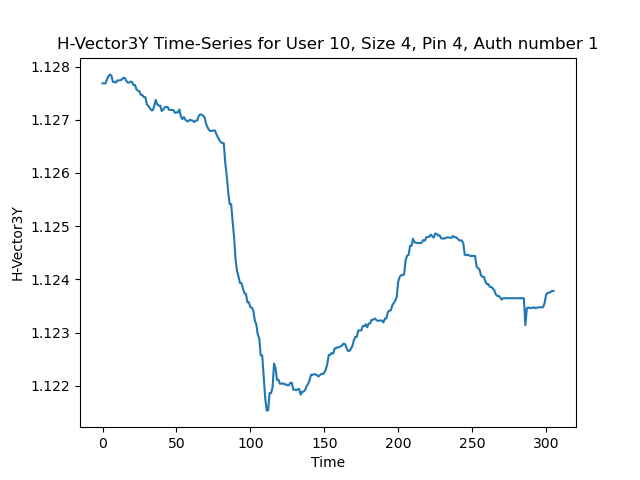 H-Vector3Y Time-Series for User 10, Size 4, Pin 4, Auth number 1
1.128
1.127
1.126
1.125
1.124
1.123
1.122
H-Vector3Y
0 50 100 150 200 250 300
Time